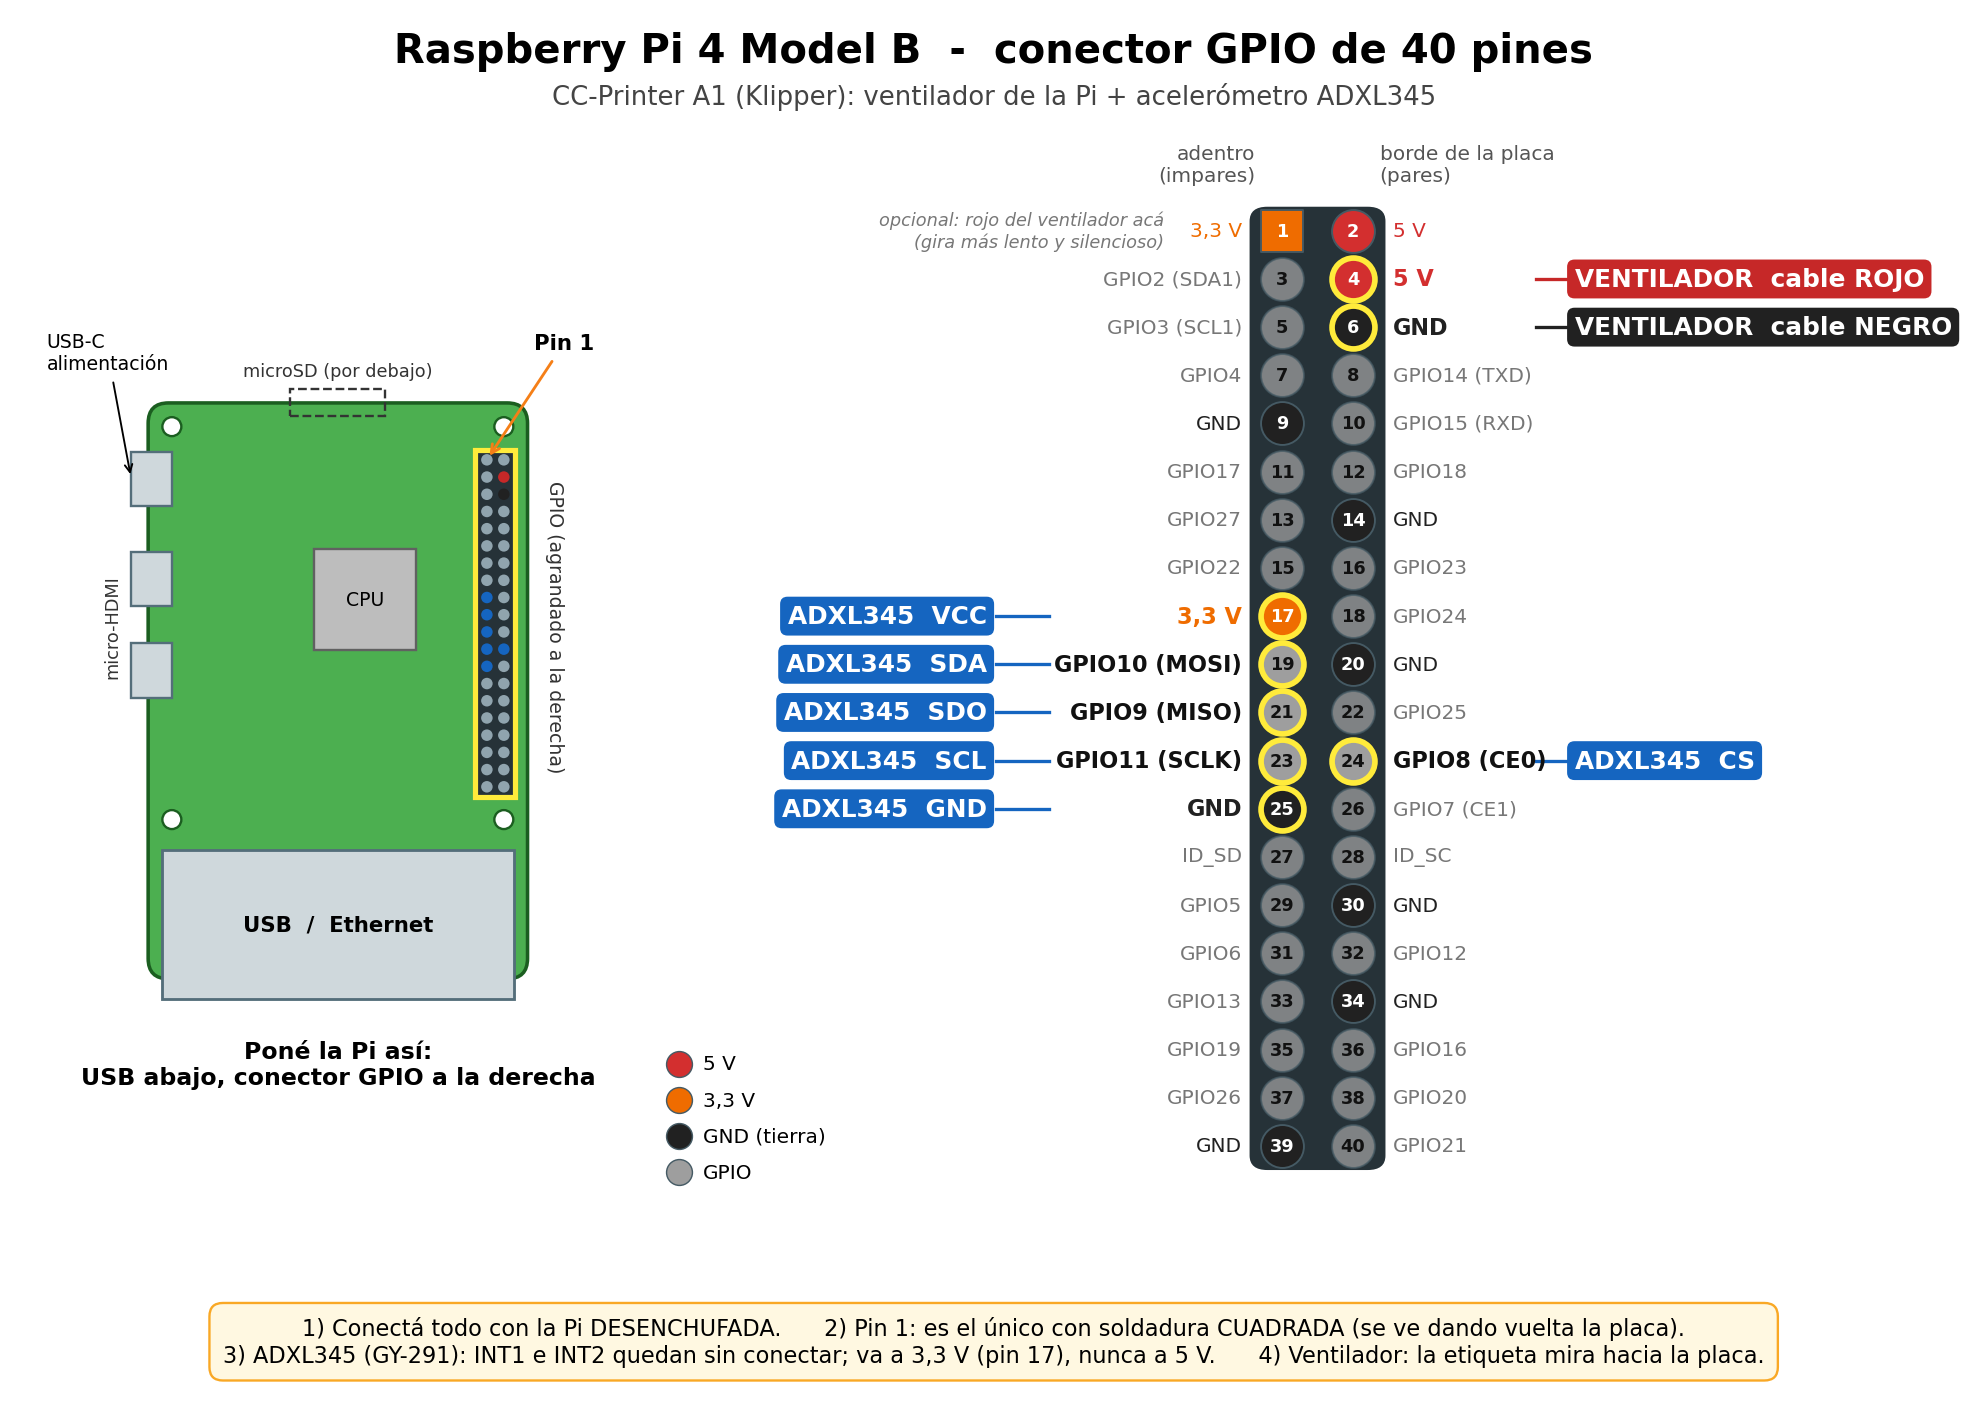 Raspberry Pi 4 Model B - conector GPIO de 40 pines
CC-Printer A1 (Klipper): ventilador de la Pi + acelerómetro ADXL345
adentro
(impares)
borde de la placa
(pares)
opcional: rojo del ventilador acá
(gira más lento y silencioso)
3,3 V 1 2 5 V
GPIO2 (SDA1) 3 4 5 V VENTILADOR cable ROJO
GPIO3 (SCL1) 5 6 GND VENTILADOR cable NEGRO
GPIO4 7 8 GPIO14 (TXD)
GND 9 10 GPIO15 (RXD)
GPIO17 11 12 GPIO18
GPIO27 13 14 GND
GPIO22 15 16 GPIO23
ADXL345 VCC 3,3 V 17 18 GPIO24
ADXL345 SDA GPIO10 (MOSI) 19 20 GND
ADXL345 SDO GPIO9 (MISO) 21 22 GPIO25
ADXL345 SCL GPIO11 (SCLK) 23 24 GPIO8 (CE0) ADXL345 CS
ADXL345 GND GND 25 26 GPIO7 (CE1)
ID_SD 27 28 ID_SC
GPIO5 29 30 GND
GPIO6 31 32 GPIO12
GPIO13 33 34 GND
GPIO19 35 36 GPIO16
GPIO26 37 38 GPIO20
GND 39 40 GPIO21
USB-C
alimentación
microSD (por debajo)
Pin 1
micro-HDMI
CPU
GPIO (agrandado a la derecha)
USB / Ethernet
Poné la Pi así:
USB abajo, conector GPIO a la derecha
5 V
3,3 V
GND (tierra)
GPIO
1) Conectá todo con la Pi DESENCHUFADA. 2) Pin 1: es el único con soldadura CUADRADA (se ve dando vuelta la placa).
3) ADXL345 (GY-291): INT1 e INT2 quedan sin conectar; va a 3,3 V (pin 17), nunca a 5 V. 4) Ventilador: la etiqueta mira hacia la placa.